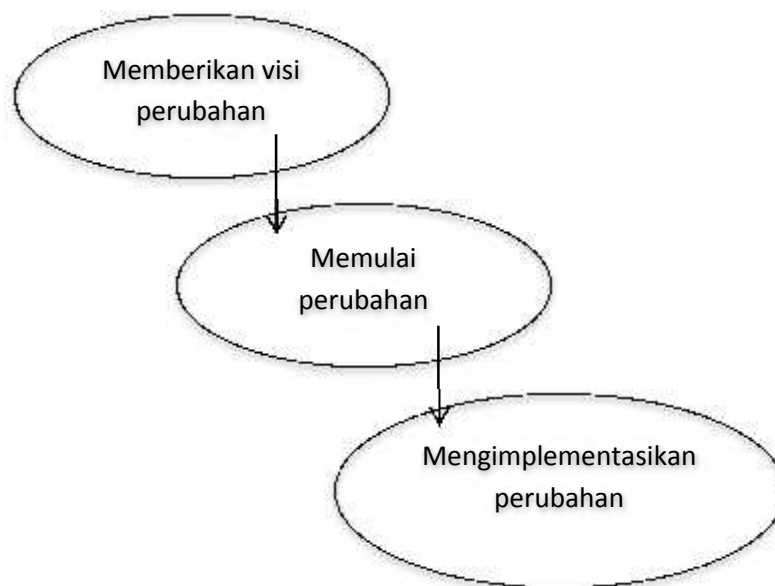 Memberikan visi
perubahan
Memulai
perubahan
Mengimplementasikan
perubahan